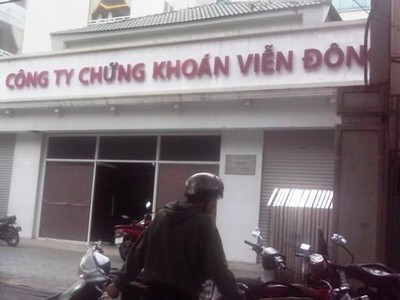 CÔNG TY CHỨNG KHOÁN VIỄN ĐÔNG